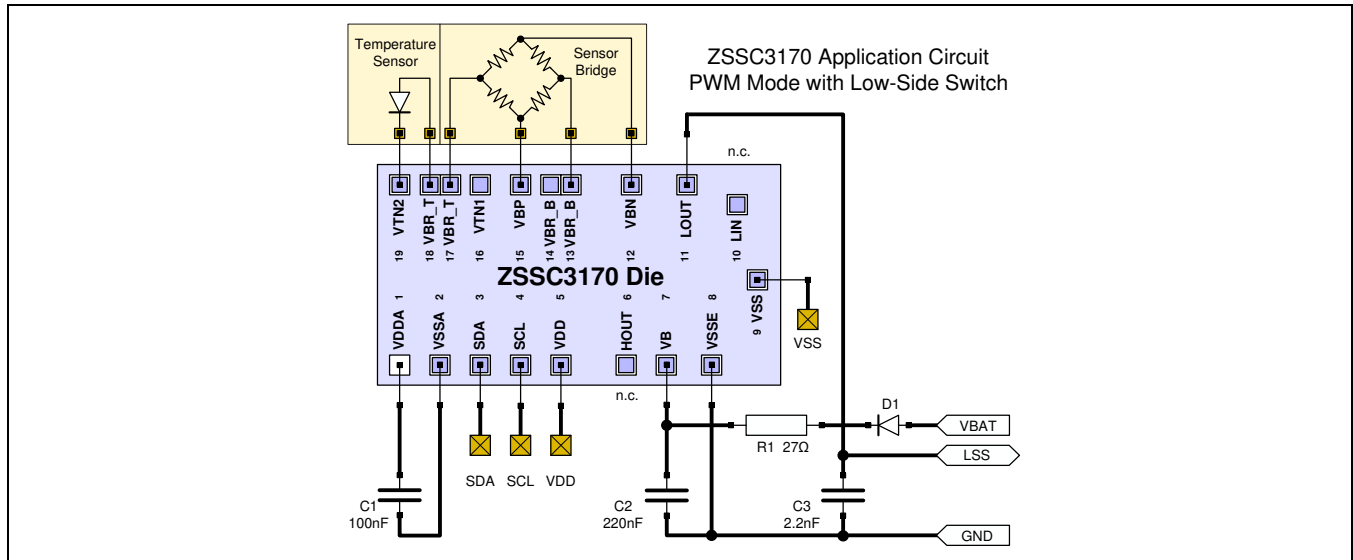 Temperature
Sensor
Sensor
Bridge
ZSSC3170 Application Circuit
PWM Mode with Low-Side Switch
n.c.
VTN2
VBR_T
VBR_T
VTN1
VBP
VBR_B
VBR_B
VBN
LOUT
LIN
19
18
17
16
15
14
13
12
11
10
ZSSC3170 Die
1
2
3
4
5
6
7
8
9
VDDA
VSSA
SDA
SCL
VDD
HOUT
VB
VSSE
VSS
VSS
n.c.
D1
VBAT
R1 27Ω
LSS
SDA SCL VDD
C1
100nF
C2
220nF
C3
2.2nF
GND